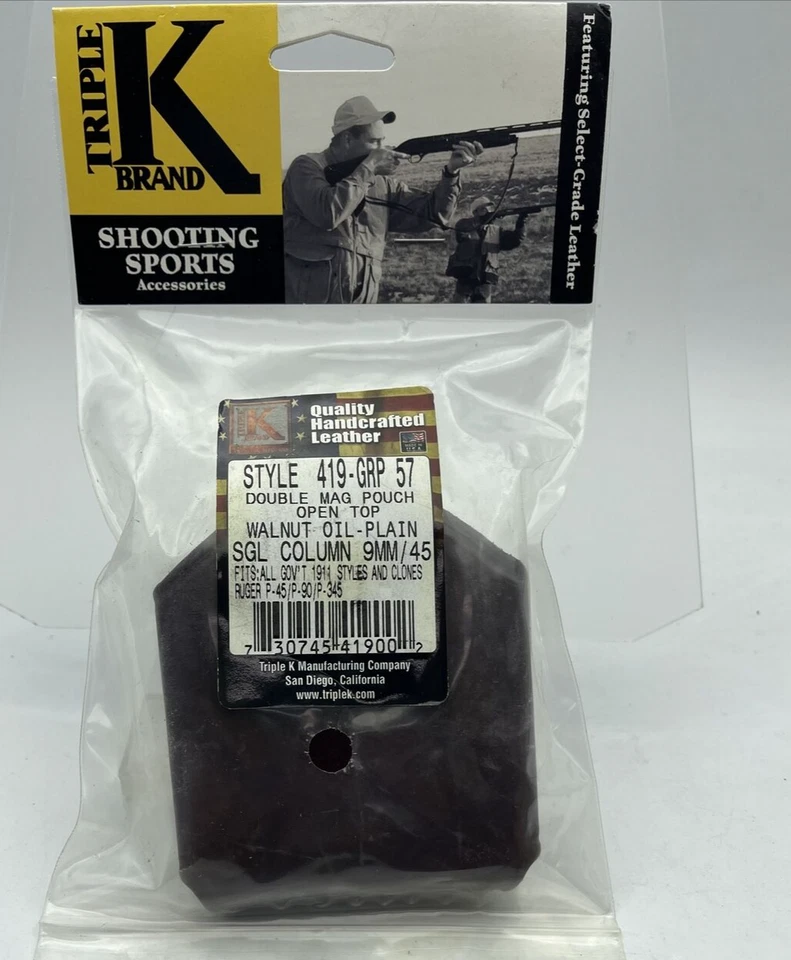 TRIPLE
K
BRAND
SHOOTING
SPORTS
Accessories
Featuring Select-Grade Leather
K
Quality
Handcrafted
Leather
STYLE 419-GRP 57
DOUBLE MAG POUCH
OPEN TOP
WALNUT OIL-PLAIN
SGL COLUMN 9MM/45
FITS:ALL GOV'T 1911 STYLES AND CLONES
RUGER P-45/P-90/P-345
7 30745 41900 2
Triple K Manufacturing Company
San Diego, California
www.triplek.com